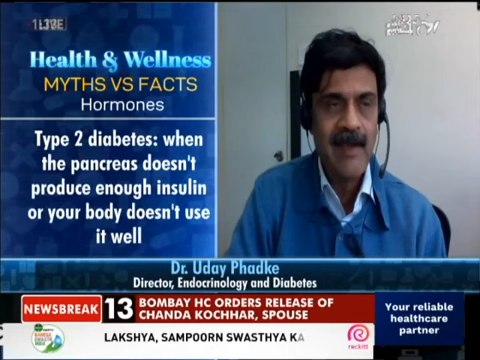 Health & Wellness
MYTHS VS FACTS
Hormones
Type 2 diabetes: when
the pancreas doesn't
produce enough insulin
or your body doesn't use
it well
Dr. Uday Phadke
Director, Endocrinology and Diabetes
NEWSBREAK
13
BOMBAY HC ORDERS RELEASE OF
CHANDA KOCHHAR, SPOUSE
Your reliable
healthcare
partner
LAKSHYA, SAMPOORN SWASTHYA KA
reckitt